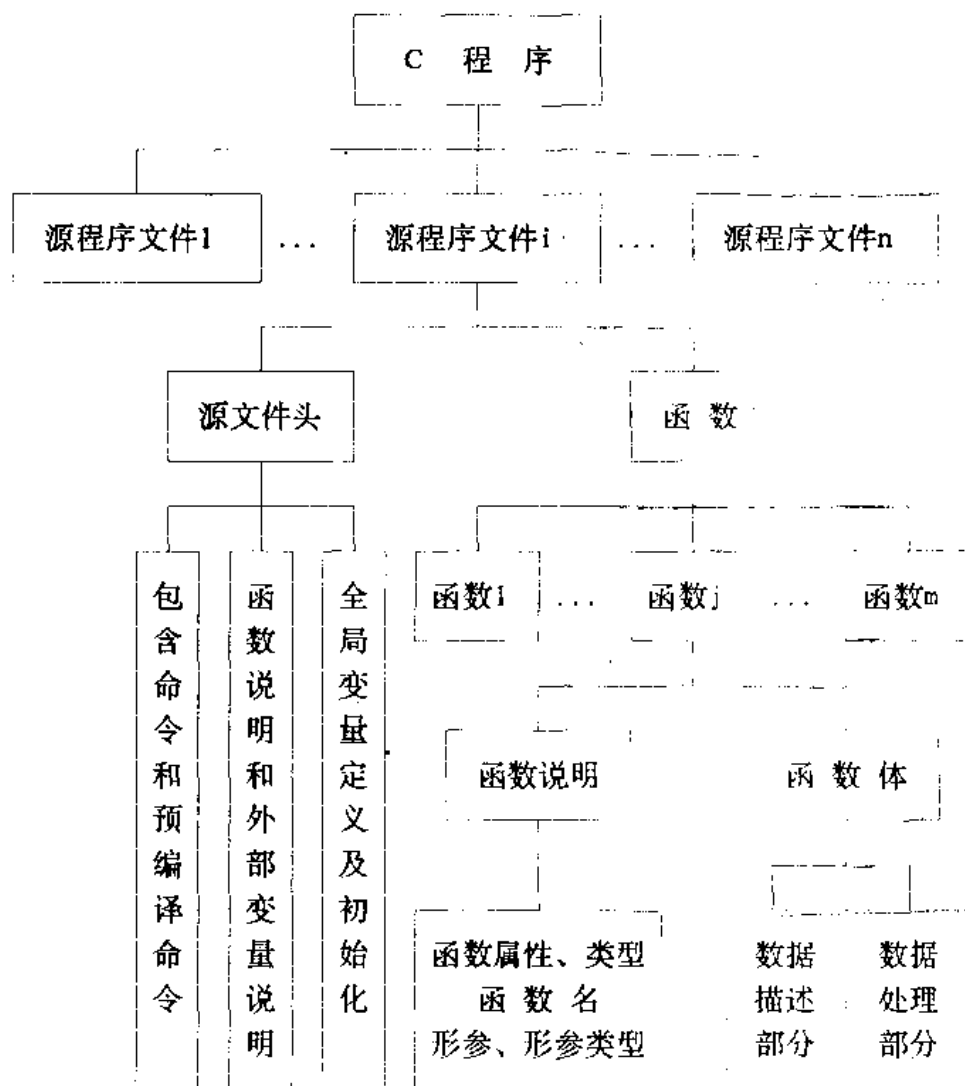 C 程 序
源程序文件1 ... 源程序文件i ... 源程序文件n
源文件头
函 数
包含命令和预编译命令
函数说明和外部变量说明
全局变量定义及初始化
函数1 ... 函数j ... 函数m
函数说明
函 数 体
函数属性、类型
函 数 名
形参、形参类型
数据
描述
部分
数据
处理
部分